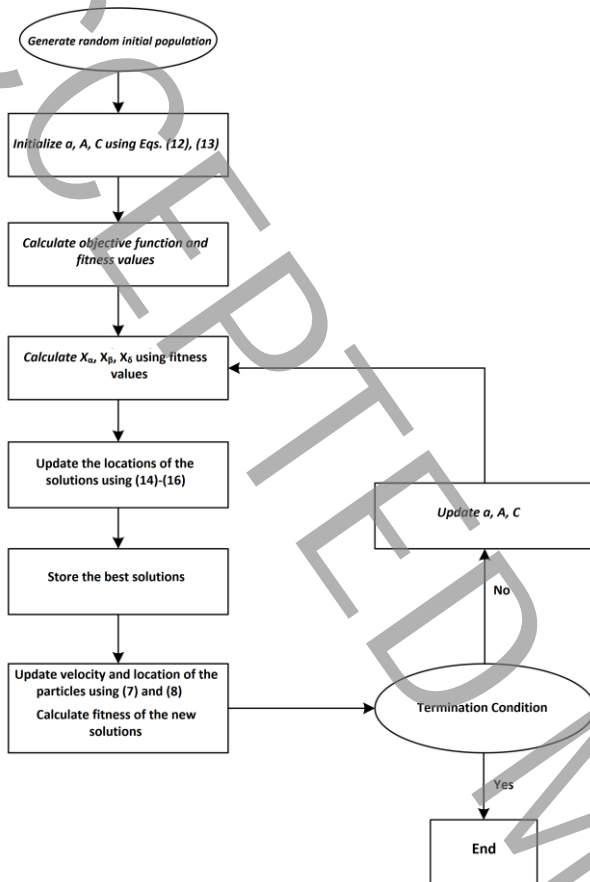 Generate random initial population
Initialize a, A, C using Eqs. (12), (13)
Calculate objective function and
fitness values
Calculate Xα, Xβ, Xδ using fitness
values
Update the locations of the
solutions using (14)-(16)
Store the best solutions
Update velocity and location of the
particles using (7) and (8)
Calculate fitness of the new
solutions
Termination Condition
No
Update a, A, C
Yes
End
CCEPTED M